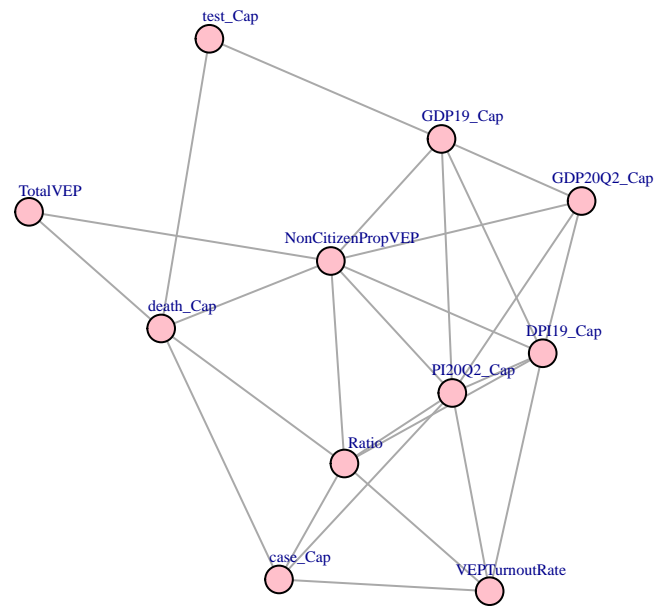 test_Cap
GDP19_Cap
GDP20Q2_Cap
TotalVEP
NonCitizenPropVEP
death_Cap
DPI19_Cap
PI20Q2_Cap
Ratio
case_Cap
VEPTurnoutRate